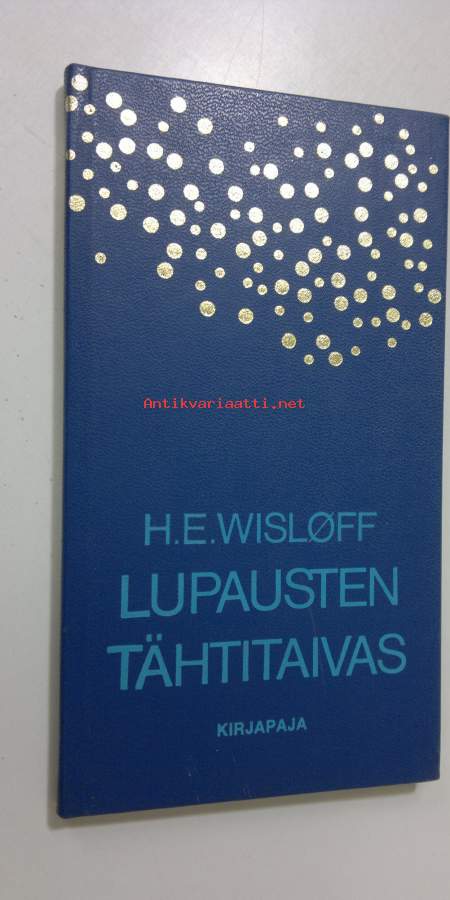 Antikvariaatti.net
H.E.WISLØFF
LUPAUSTEN
TÄHTITAIVAS
KIRJAPAJA